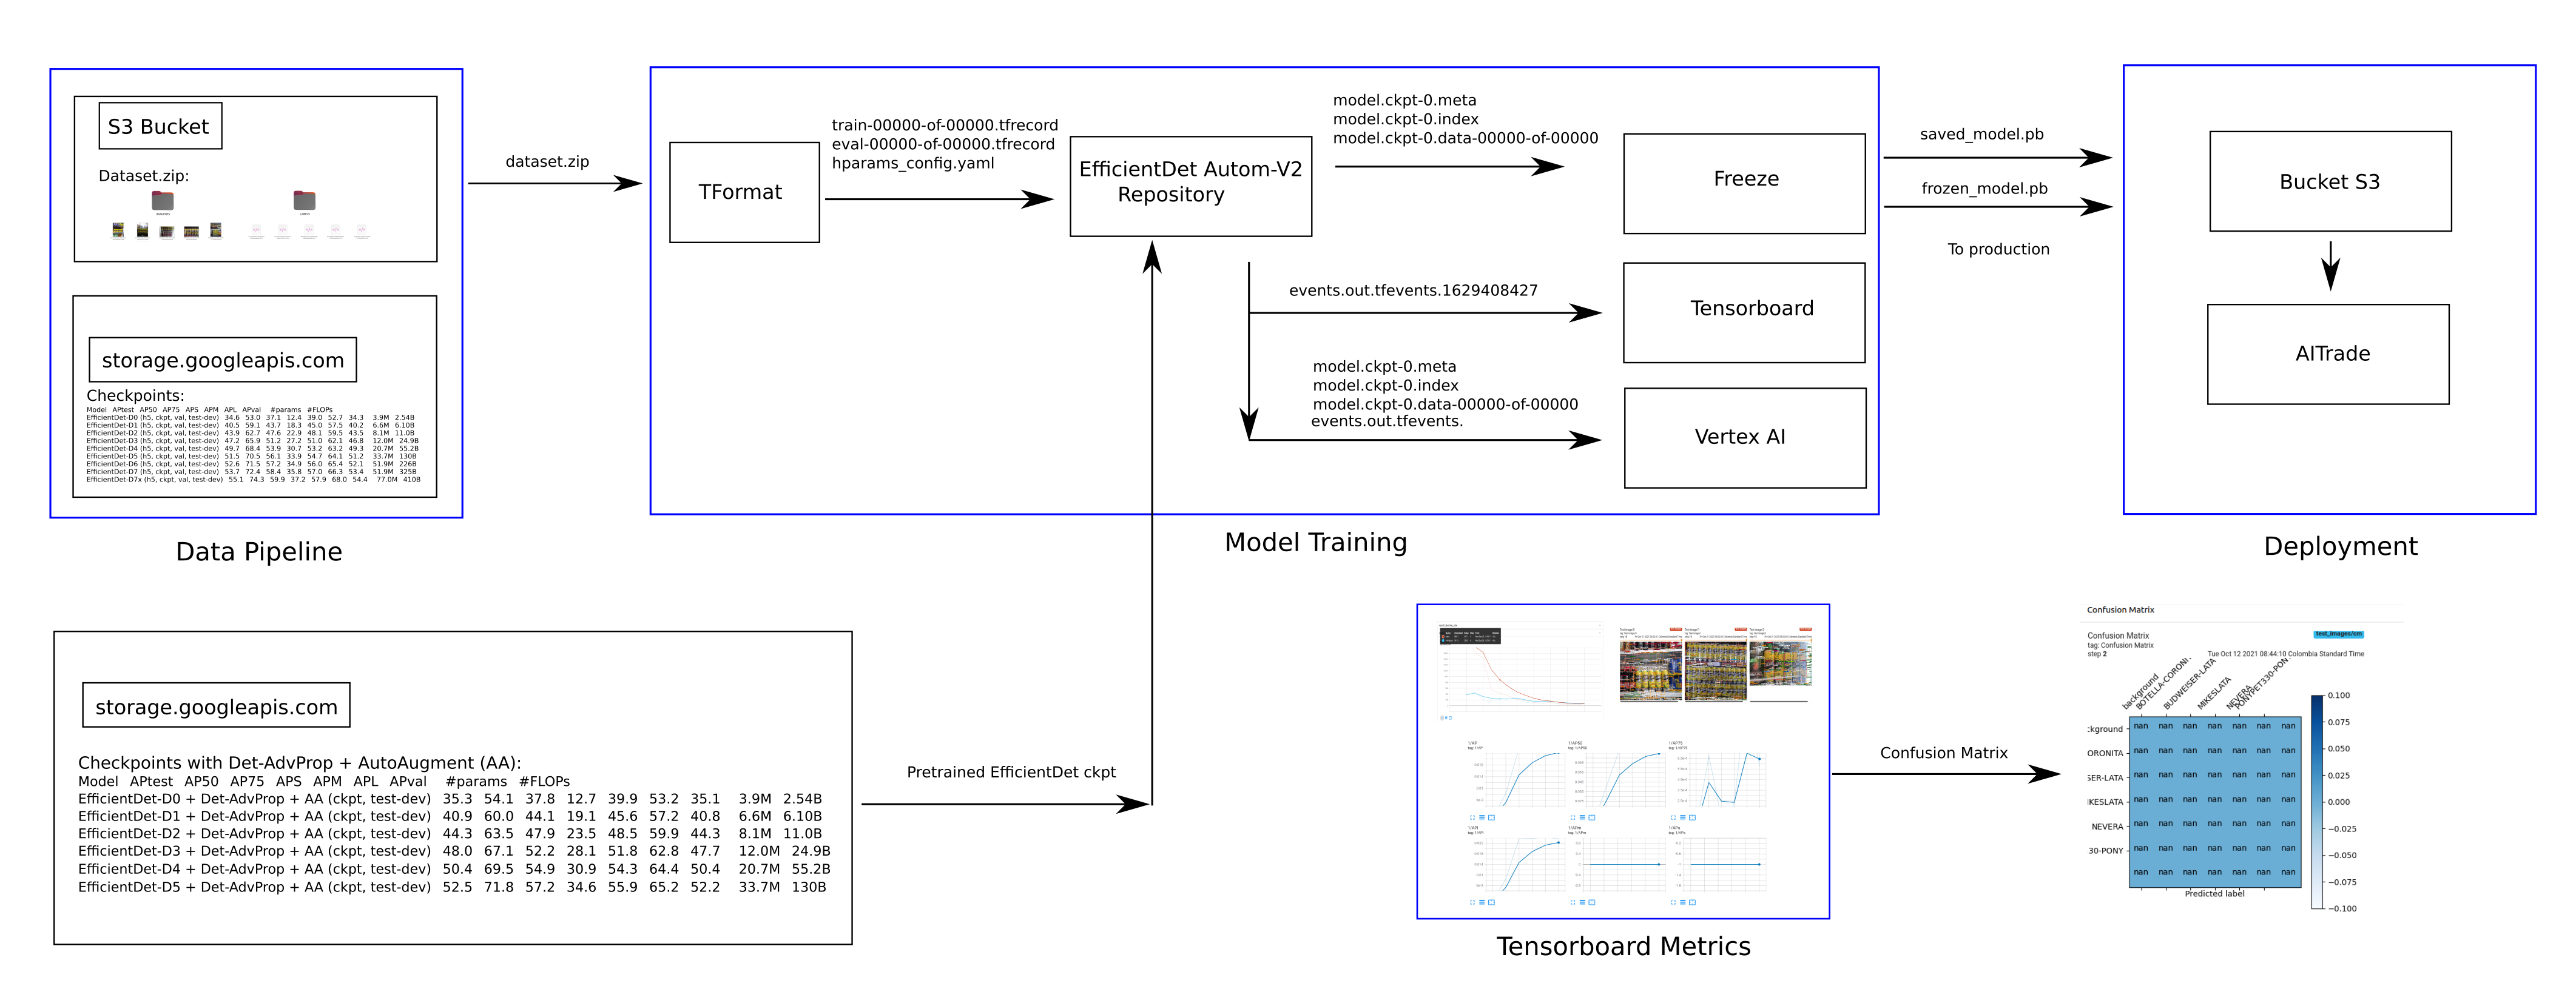 S3 Bucket
Dataset.zip:
storage.googleapis.com
Checkpoints:
Model APtest AP50 AP75 APS APM APL APval #params #FLOPs
EfficientDet-D0 (h5, ckpt, val, test-dev) 34.6 53.0 37.1 12.4 39.0 52.7 34.3 3.9M 2.54B
EfficientDet-D1 (h5, ckpt, val, test-dev) 40.5 59.1 43.7 18.3 45.0 57.5 40.2 6.6M 6.10B
EfficientDet-D2 (h5, ckpt, val, test-dev) 43.9 62.7 47.6 22.9 48.1 59.5 43.5 8.1M 11.0B
EfficientDet-D3 (h5, ckpt, val, test-dev) 47.2 65.9 51.2 27.2 51.0 62.1 46.8 12.0M 24.9B
EfficientDet-D4 (h5, ckpt, val, test-dev) 49.7 68.4 53.9 30.7 53.2 63.2 49.3 20.7M 55.2B
EfficientDet-D5 (h5, ckpt, val, test-dev) 51.5 70.5 56.1 33.9 54.7 64.1 51.2 33.7M 130B
EfficientDet-D6 (h5, ckpt, val, test-dev) 52.6 71.5 57.2 34.9 56.0 65.4 52.1 51.9M 226B
EfficientDet-D7 (h5, ckpt, val, test-dev) 53.7 72.4 58.4 35.8 57.0 66.3 53.4 51.9M 325B
EfficientDet-D7x (h5, ckpt, val, test-dev) 55.1 74.3 59.9 37.2 57.9 68.0 54.4 77.0M 410B
Data Pipeline
dataset.zip
TFormat
train-00000-of-00000.tfrecord
eval-00000-of-00000.tfrecord
hparams_config.yaml
EfficientDet Autom-V2
Repository
model.ckpt-0.meta
model.ckpt-0.index
model.ckpt-0.data-00000-of-00000
Freeze
events.out.tfevents.1629408427
Tensorboard
model.ckpt-0.meta
model.ckpt-0.index
model.ckpt-0.data-00000-of-00000
events.out.tfevents.
Vertex AI
Model Training
saved_model.pb
frozen_model.pb
To production
Bucket S3
AITrade
Deployment
storage.googleapis.com
Checkpoints with Det-AdvProp + AutoAugment (AA):
Model APtest AP50 AP75 APS APM APL APval #params #FLOPs
EfficientDet-D0 + Det-AdvProp + AA (ckpt, test-dev) 35.3 54.1 37.8 12.7 39.9 53.2 35.1 3.9M 2.54B
EfficientDet-D1 + Det-AdvProp + AA (ckpt, test-dev) 40.9 60.0 44.1 19.1 45.6 57.2 40.8 6.6M 6.10B
EfficientDet-D2 + Det-AdvProp + AA (ckpt, test-dev) 44.3 63.5 47.9 23.5 48.5 59.9 44.3 8.1M 11.0B
EfficientDet-D3 + Det-AdvProp + AA (ckpt, test-dev) 48.0 67.1 52.2 28.1 51.8 62.8 47.7 12.0M 24.9B
EfficientDet-D4 + Det-AdvProp + AA (ckpt, test-dev) 50.4 69.5 54.9 30.9 54.3 64.4 50.4 20.7M 55.2B
EfficientDet-D5 + Det-AdvProp + AA (ckpt, test-dev) 52.5 71.8 57.2 34.6 55.9 65.2 52.2 33.7M 130B
Pretrained EfficientDet ckpt
Tensorboard Metrics
Confusion Matrix
Confusion Matrix
Confusion Matrix
test_images/cm
tag: Confusion Matrix
step 2
Tue Oct 12 2021 08:44:10 Colombia Standard Time
background
BOTELLA-CORONI.
BUDWEISER-LATA
MIKESLATA
NEVERA
PONYPET330-PON
ckground
ORONITA
SER-LATA
IKESLATA
NEVERA
30-PONY
nan nan nan nan nan nan nan
nan nan nan nan nan nan nan
nan nan nan nan nan nan nan
nan nan nan nan nan nan nan
nan nan nan nan nan nan nan
nan nan nan nan nan nan nan
nan nan nan nan nan nan nan
Predicted label
0.100
0.075
0.050
0.025
0.000
−0.025
−0.050
−0.075
−0.100